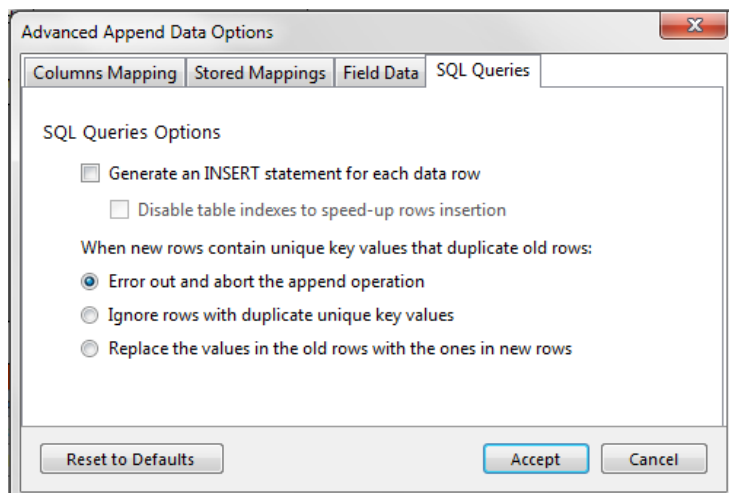 Advanced Append Data Options
Columns Mapping Stored Mappings Field Data SQL Queries
SQL Queries Options
Generate an INSERT statement for each data row
Disable table indexes to speed-up rows insertion
When new rows contain unique key values that duplicate old rows:
Error out and abort the append operation
Ignore rows with duplicate unique key values
Replace the values in the old rows with the ones in new rows
Reset to Defaults Accept Cancel